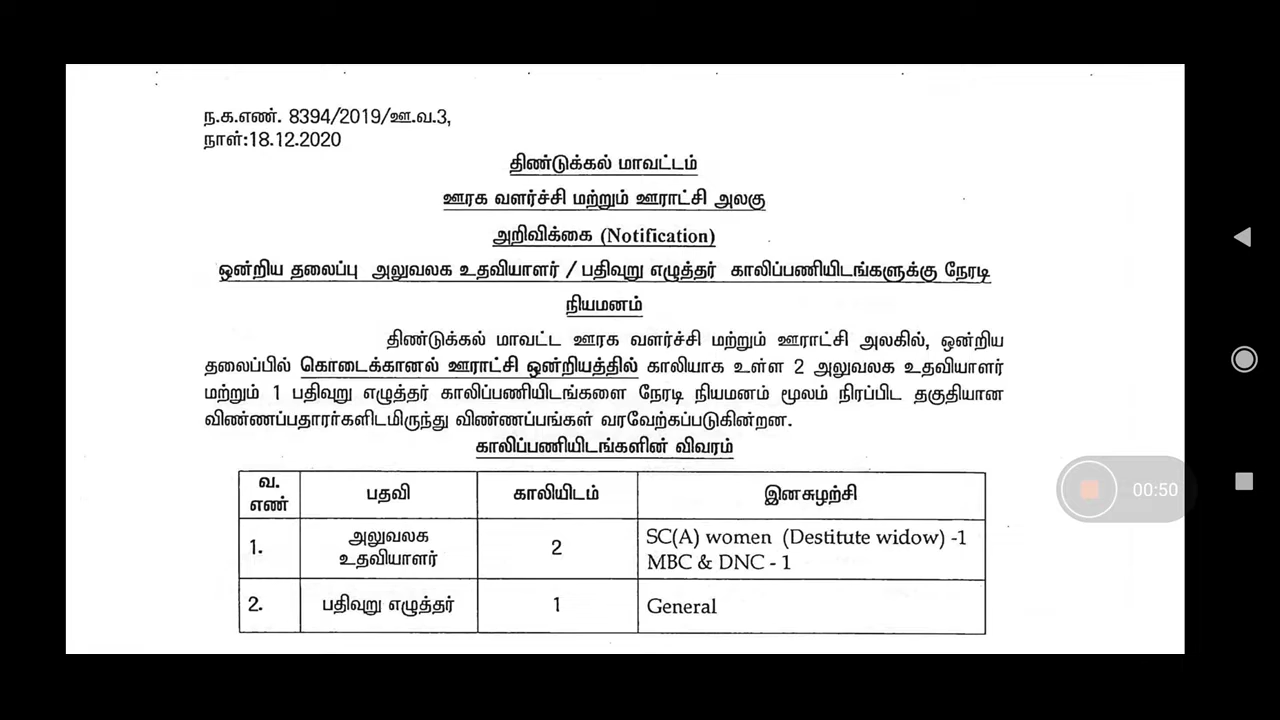 ந.க.எண். 8394/2019/ஊ.வ.3,
நாள்:18.12.2020
திண்டுக்கல் மாவட்டம்
ஊரக வளர்ச்சி மற்றும் ஊராட்சி அலகு
அறிவிக்கை (Notification)
ஒன்றிய தலைப்பு அலுவலக உதவியாளர் / பதிவுறு எழுத்தர் காலிப்பணியிடங்களுக்கு நேரடி
நியமனம்
திண்டுக்கல் மாவட்ட ஊரக வளர்ச்சி மற்றும் ஊராட்சி அலகில், ஒன்றிய
தலைப்பில் கொடைக்கானல் ஊராட்சி ஒன்றியத்தில் காலியாக உள்ள 2 அலுவலக உதவியாளர்
மற்றும் 1 பதிவுறு எழுத்தர் காலிப்பணியிடங்களை நேரடி நியமனம் மூலம் நிரப்பிட தகுதியான
விண்ணப்பதாரர்களிடமிருந்து விண்ணப்பங்கள் வரவேற்கப்படுகின்றன.
காலிப்பணியிடங்களின் விவரம்
வ. எண் பதவி காலியிடம் இனசுழற்சி
1. அலுவலக உதவியாளர் 2 SC(A) women (Destitute widow) -1
MBC & DNC - 1
2. பதிவுறு எழுத்தர் 1 General
00:50